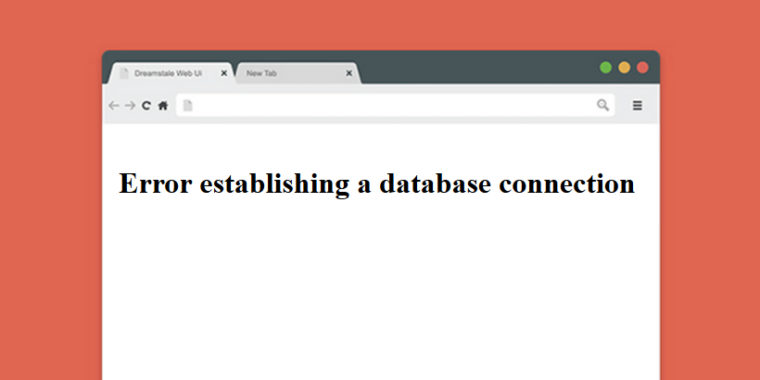 Dreamstale Web Ui
New Tab
Error establishing a database connection